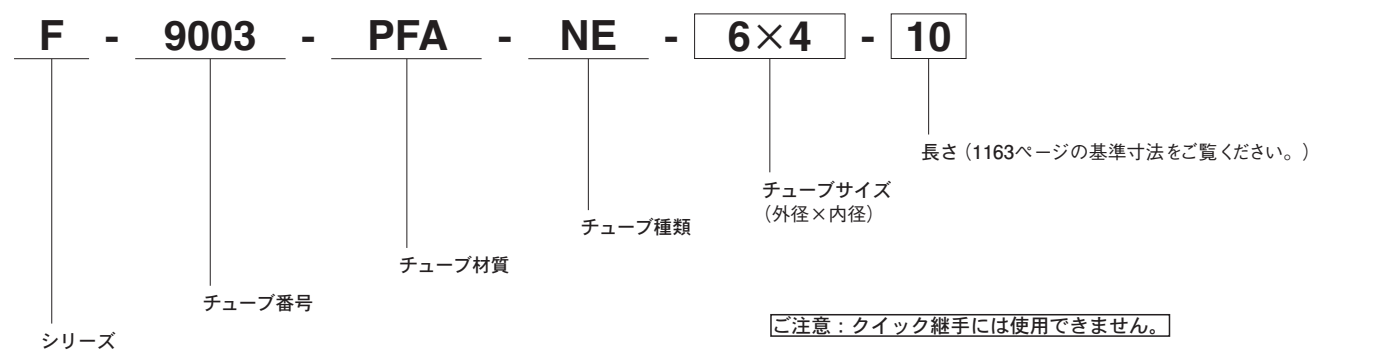 F - 9003 - PFA - NE - 6×4 - 10
長さ（1163ページの基準寸法をご覧ください。）
チューブサイズ
（外径×内径）
チューブ種類
チューブ材質
チューブ番号
シリーズ
ご注意：クイック継手には使用できません。